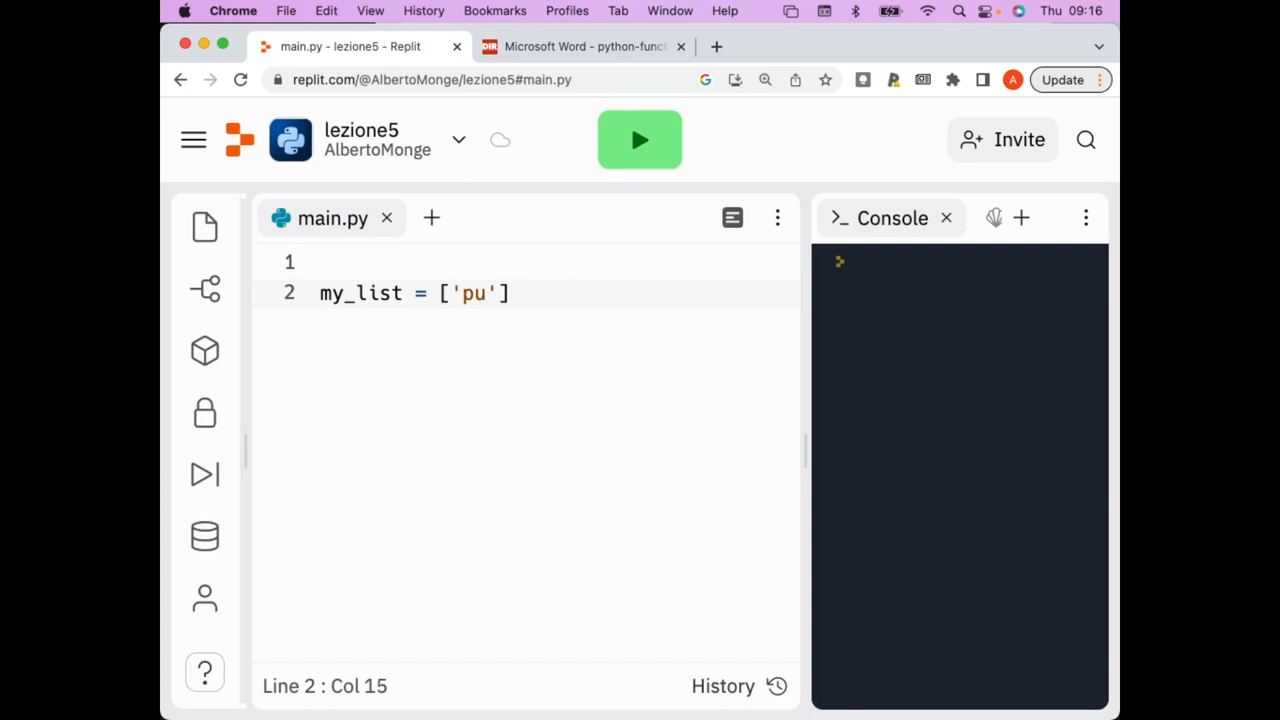 Chrome File Edit View History Bookmarks Profiles Tab Window Help Thu 09:16
main.py - lezione5 - Replit DIR Microsoft Word - python-funct
replit.com/@AlbertoMonge/lezione5#main.py A Update
lezione5
AlbertoMonge
Invite
main.py
Console
1
2 my_list = ['pu']
?
Line 2 : Col 15 History